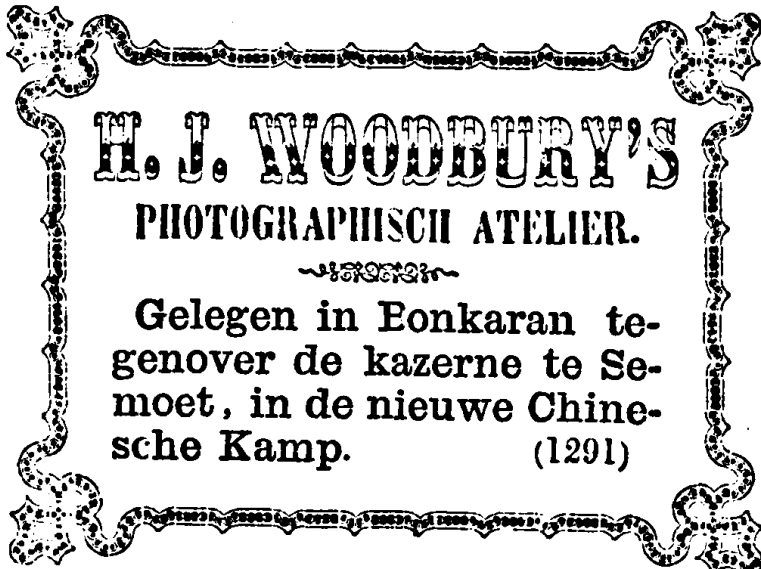 H. J. WOODBURY'S
PHOTOGRAPHISCH ATELIER.
Gelegen in Bonkaran te-
genover de kazerne te Se-
moet, in de nieuwe Chine-
sche Kamp. (1291)